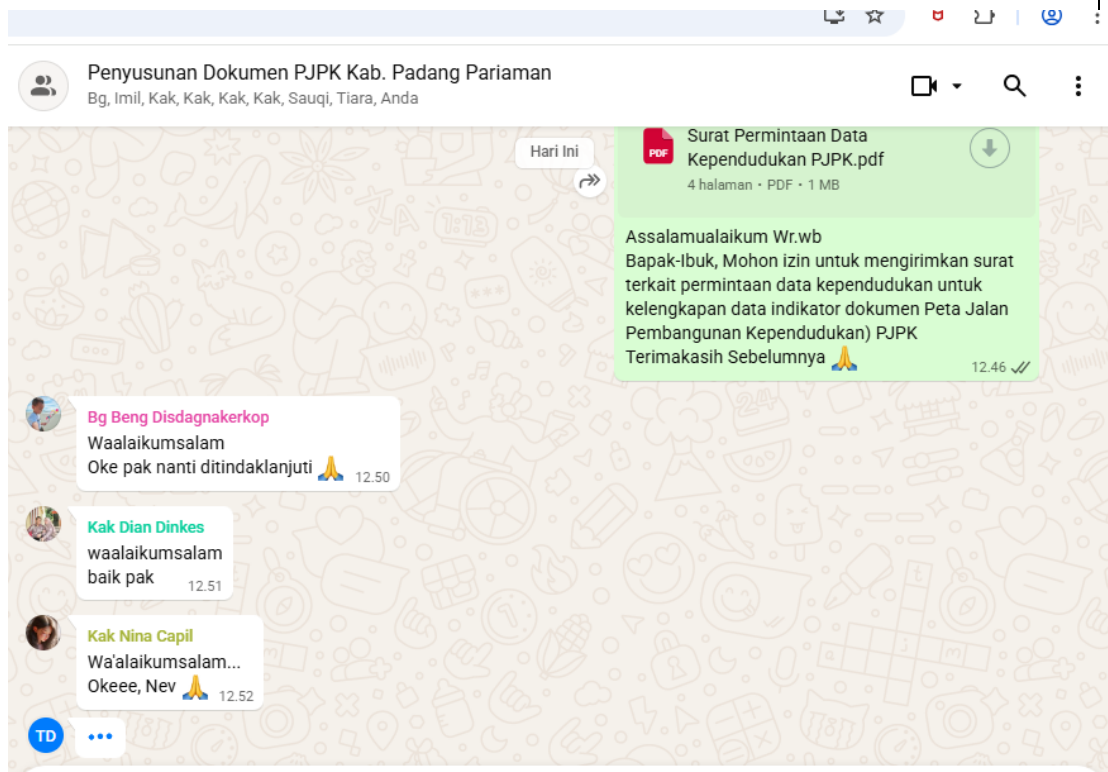 Penyusunan Dokumen PJPK Kab. Padang Pariaman
Bg, Imil, Kak, Kak, Kak, Kak, Sauqi, Tiara, Anda
Hari Ini
PDF
Surat Permintaan Data
Kependudukan PJPK.pdf
4 halaman • PDF • 1 MB
Assalamualaikum Wr.wb
Bapak-Ibuk, Mohon izin untuk mengirimkan surat
terkait permintaan data kependudukan untuk
kelengkapan data indikator dokumen Peta Jalan
Pembangunan Kependudukan) PJPK
Terimakasih Sebelumnya 🙏
12.46
Bg Beng Disdagnakerkop
Waalaikumsalam
Oke pak nanti ditindaklanjuti 🙏
12.50
Kak Dian Dinkes
waalaikumsalam
baik pak
12.51
Kak Nina Capil
Wa'alaikumsalam...
Okeee, Nev 🙏
12.52
TD